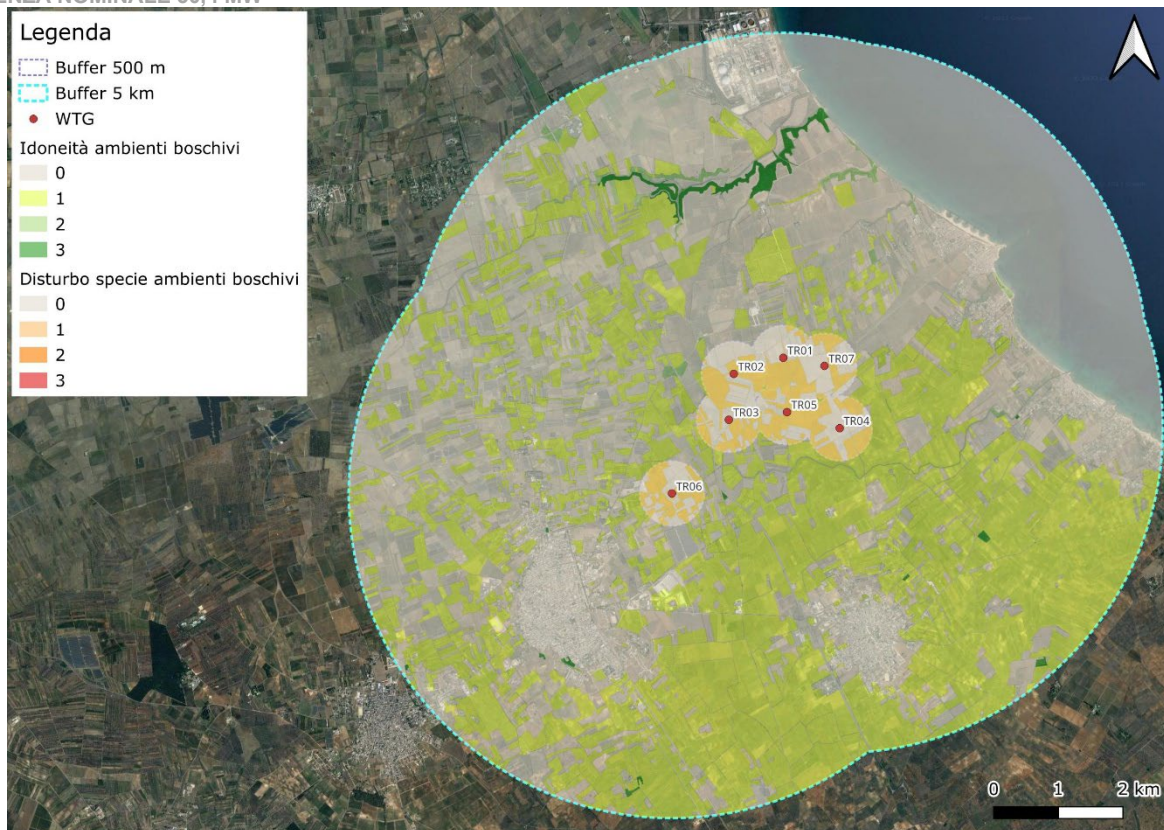 Legenda
Buffer 500 m
Buffer 5 km
WTG
Idoneità ambienti boschivi
0
1
2
3
Disturbo specie ambienti boschivi
0
1
2
3
TR01
TR02
TR07
TR05
TR03
TR04
TR06
0 1 2 km